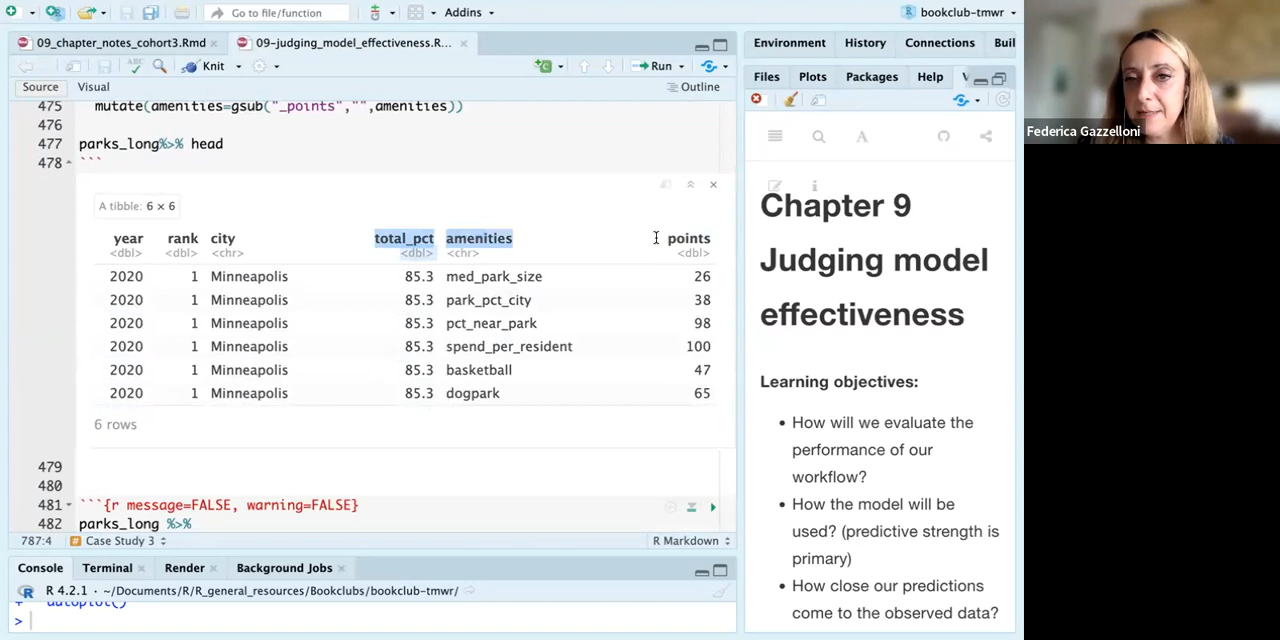 Go to file/function
Addins
bookclub-tmwr
09_chapter_notes_cohort3.Rmd
09-judging_model_effectiveness.R...
Environment History Connections Buil
Knit
Run
Files Plots Packages Help V
Source Visual
Outline
475 mutate(amenities=gsub("_points","",amenities))
476
477 parks_long%>% head
478 ```
A tibble: 6 × 6
year rank city total_pct amenities points
<dbl> <dbl> <chr> <dbl> <chr> <dbl>
2020 1 Minneapolis 85.3 med_park_size 26
2020 1 Minneapolis 85.3 park_pct_city 38
2020 1 Minneapolis 85.3 pct_near_park 98
2020 1 Minneapolis 85.3 spend_per_resident 100
2020 1 Minneapolis 85.3 basketball 47
2020 1 Minneapolis 85.3 dogpark 65
6 rows
479
480
481 ```{r message=FALSE, warning=FALSE}
482 parks_long %>%
787:4 # Case Study 3 R Markdown
Console Terminal Render Background Jobs
R 4.2.1 · ~/Documents/R/R_general_resources/Bookclubs/bookclub-tmwr/
+ autoplot()
>
A
Chapter 9
Judging model
effectiveness
Learning objectives:
• How will we evaluate the
performance of our
workflow?
• How the model will be
used? (predictive strength is
primary)
• How close our predictions
come to the observed data?
Federica Gazzelloni